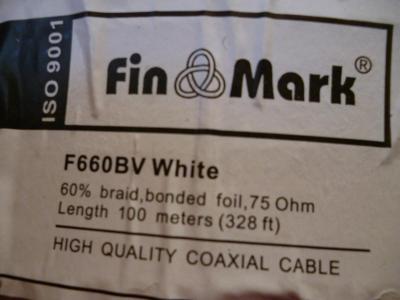 ISO 9001
Fin Mark®
F660BV White
60% braid,bonded foil,75 Ohm
Length 100 meters (328 ft)
HIGH QUALITY COAXIAL CABLE